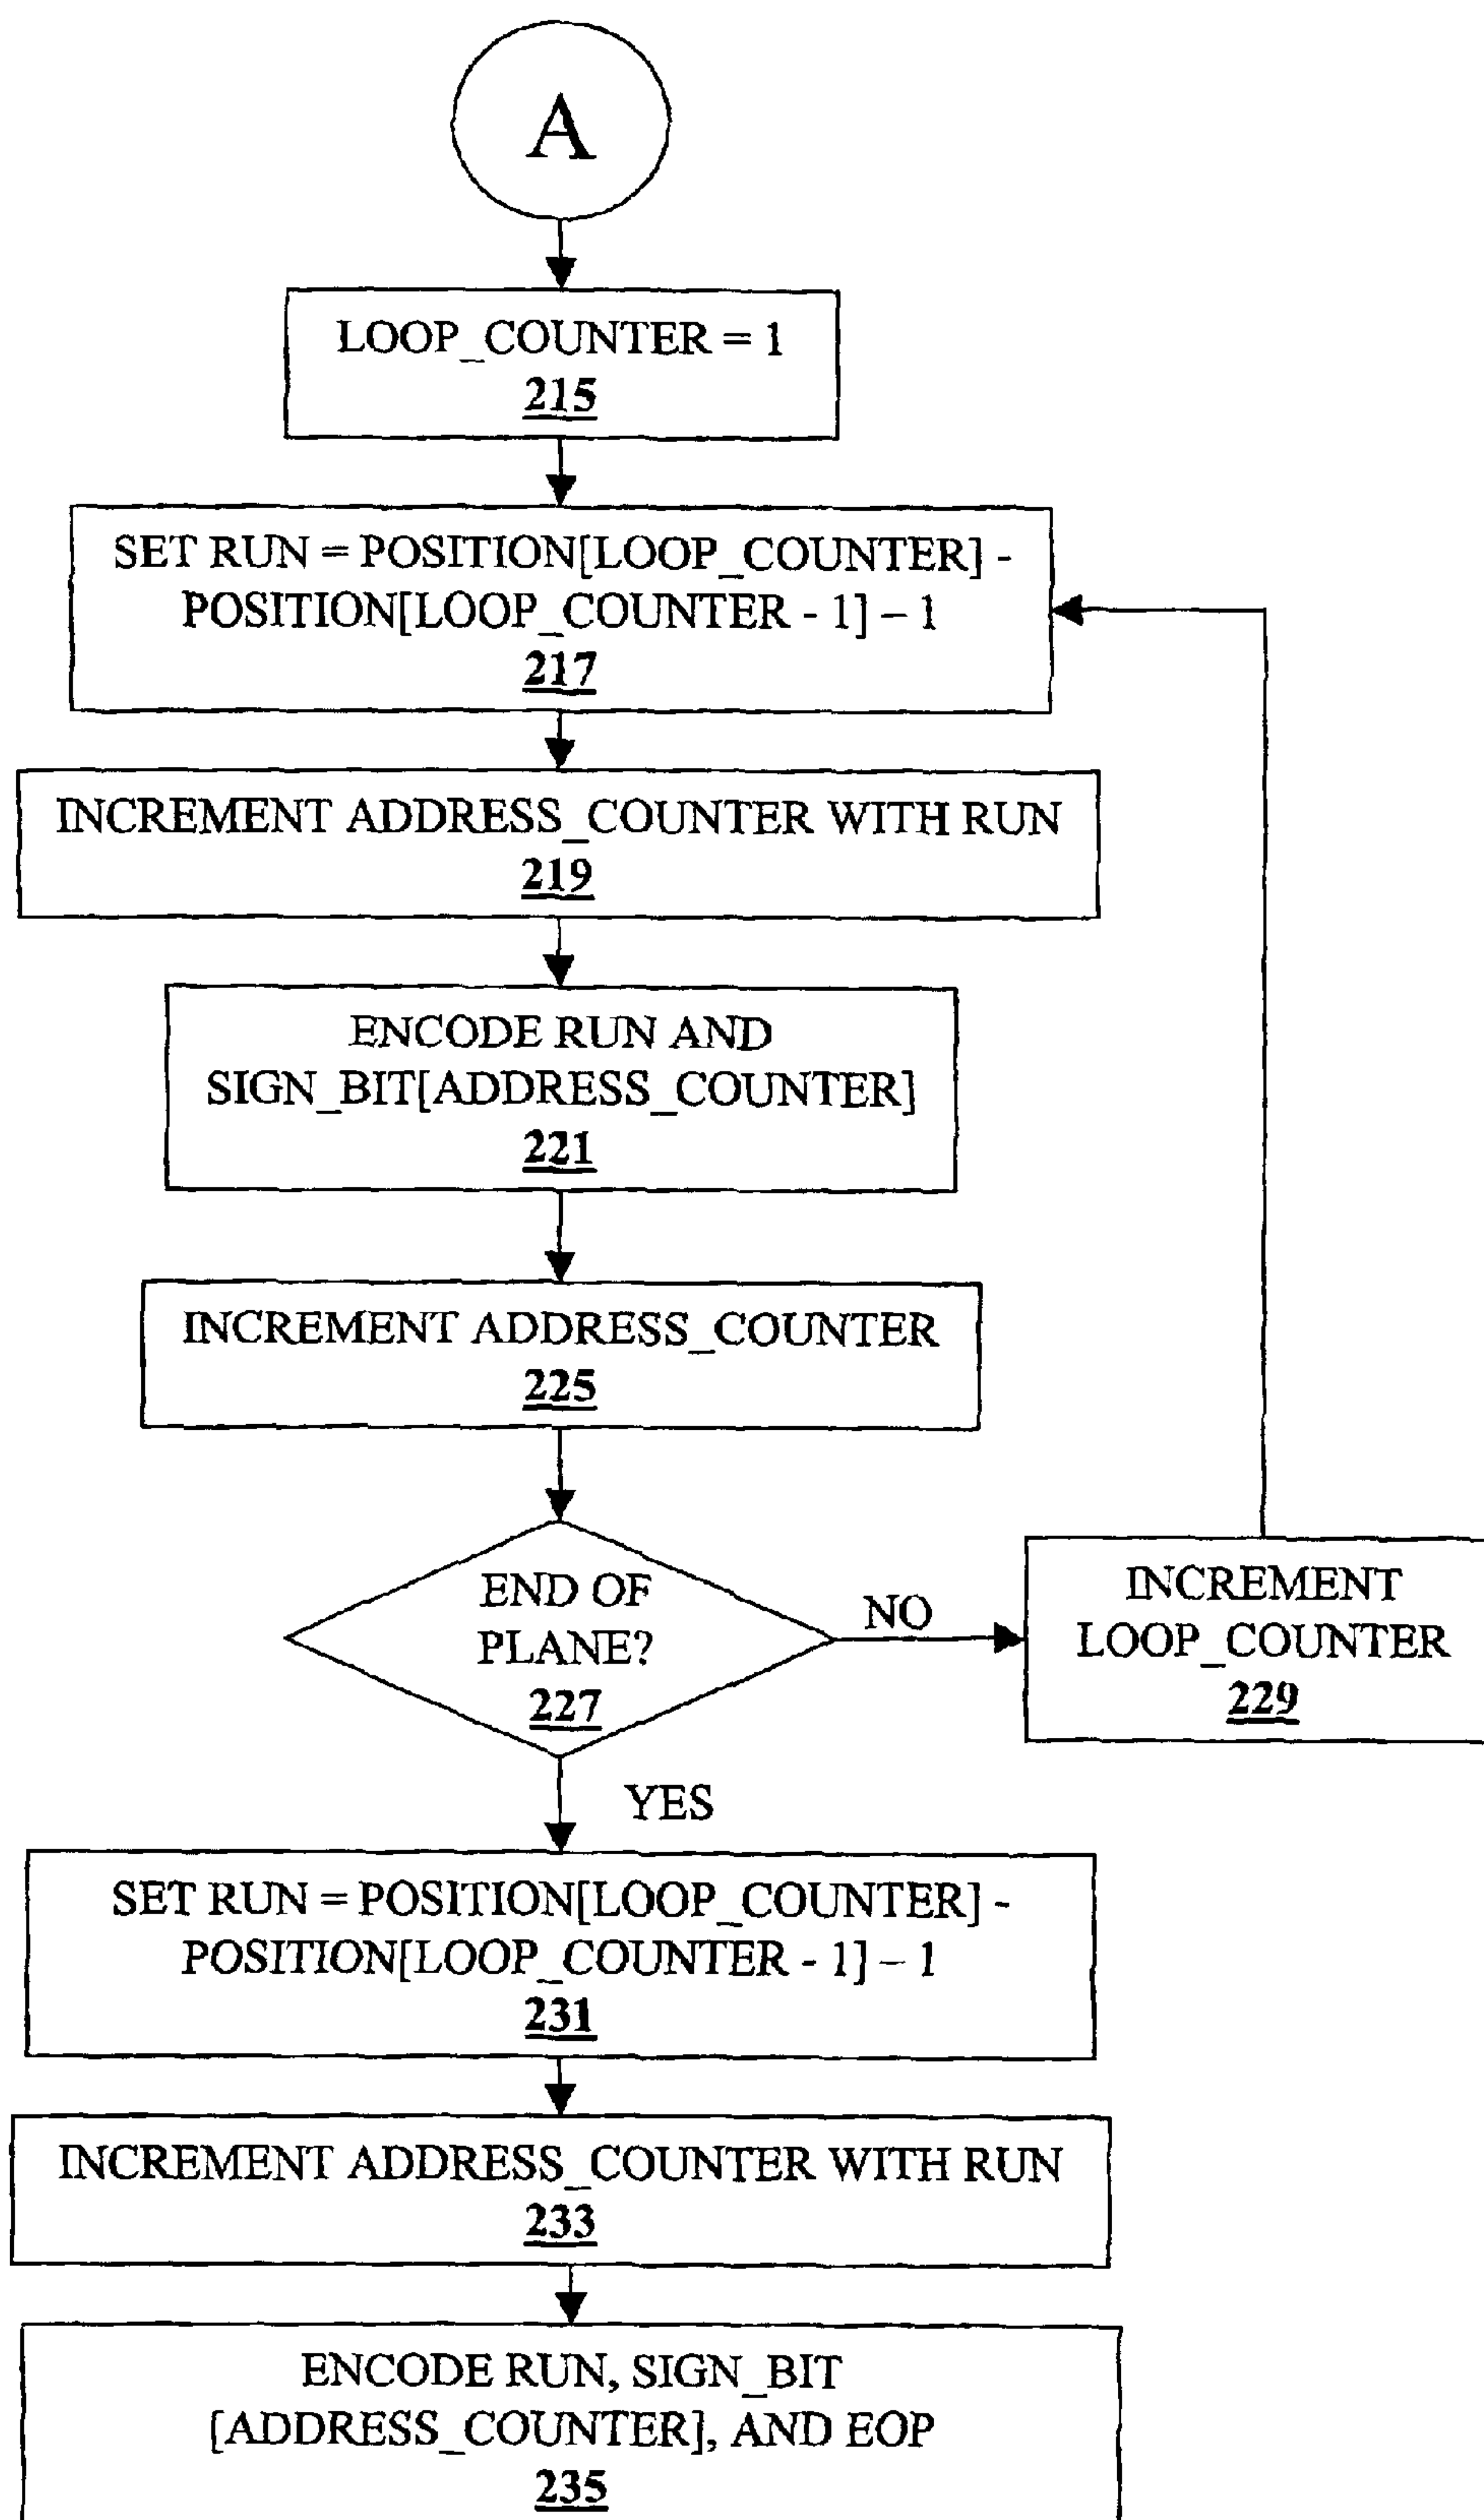 A
LOOP_COUNTER = 1
215
SET RUN = POSITION[LOOP_COUNTER] -
POSITION[LOOP_COUNTER - 1] – 1
217
INCREMENT ADDRESS_COUNTER WITH RUN
219
ENCODE RUN AND
SIGN_BIT[ADDRESS_COUNTER]
221
INCREMENT ADDRESS_COUNTER
225
END OF
PLANE?
227
NO
INCREMENT
LOOP_COUNTER
229
YES
SET RUN = POSITION[LOOP_COUNTER] -
POSITION[LOOP_COUNTER - 1] – 1
231
INCREMENT ADDRESS_COUNTER WITH RUN
233
ENCODE RUN, SIGN_BIT
[ADDRESS_COUNTER], AND EOP
235